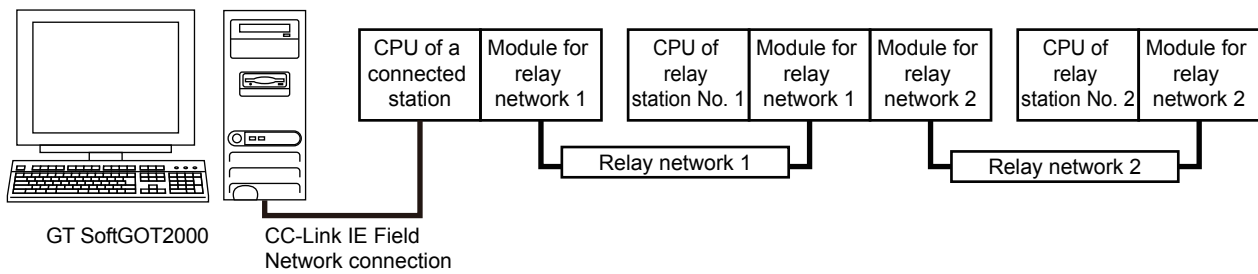 CPU of a
connected
station
Module for
relay
network 1
CPU of
relay
station No. 1
Module for
relay
network 1
Module for
relay
network 2
CPU of
relay
station No. 2
Module for
relay
network 2
Relay network 1
Relay network 2
GT SoftGOT2000
CC-Link IE Field
Network connection